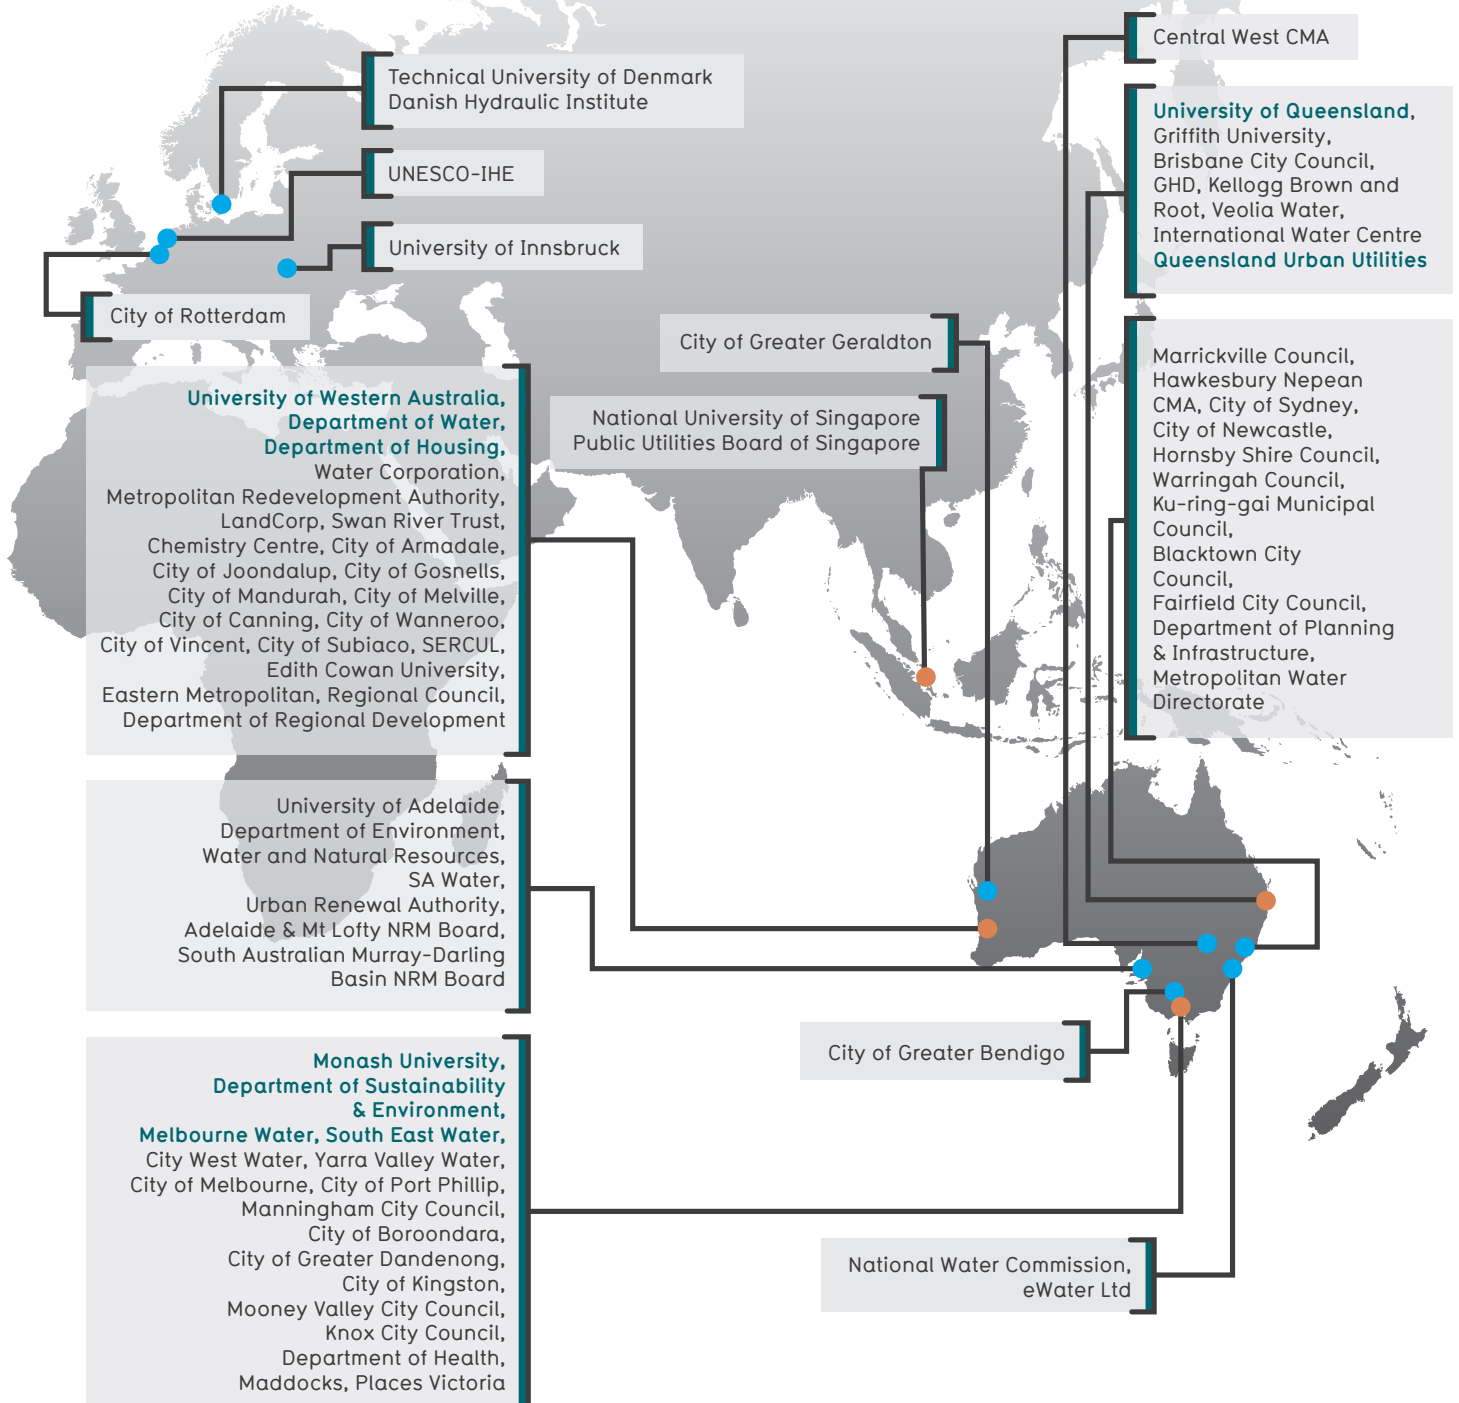 Technical University of Denmark
Danish Hydraulic Institute
UNESCO-IHE
University of Innsbruck
City of Rotterdam
Central West CMA
University of Queensland,
Griffith University,
Brisbane City Council,
GHD, Kellogg Brown and
Root, Veolia Water,
International Water Centre
Queensland Urban Utilities
City of Greater Geraldton
National University of Singapore
Public Utilities Board of Singapore
Marrickville Council,
Hawkesbury Nepean
CMA, City of Sydney,
City of Newcastle,
Hornsby Shire Council,
Warringah Council,
Ku-ring-gai Municipal
Council,
Blacktown City
Council,
Fairfield City Council,
Department of Planning
& Infrastructure,
Metropolitan Water
Directorate
University of Western Australia,
Department of Water,
Department of Housing,
Water Corporation,
Metropolitan Redevelopment Authority,
LandCorp, Swan River Trust,
Chemistry Centre, City of Armadale,
City of Joondalup, City of Gosnells,
City of Mandurah, City of Melville,
City of Canning, City of Wanneroo,
City of Vincent, City of Subiaco, SERCUL,
Edith Cowan University,
Eastern Metropolitan, Regional Council,
Department of Regional Development
University of Adelaide,
Department of Environment,
Water and Natural Resources,
SA Water,
Urban Renewal Authority,
Adelaide & Mt Lofty NRM Board,
South Australian Murray-Darling
Basin NRM Board
City of Greater Bendigo
Monash University,
Department of Sustainability
& Environment,
Melbourne Water, South East Water,
City West Water, Yarra Valley Water,
City of Melbourne, City of Port Phillip,
Manningham City Council,
City of Boroondara,
City of Greater Dandenong,
City of Kingston,
Mooney Valley City Council,
Knox City Council,
Department of Health,
Maddocks, Places Victoria
National Water Commission,
eWater Ltd